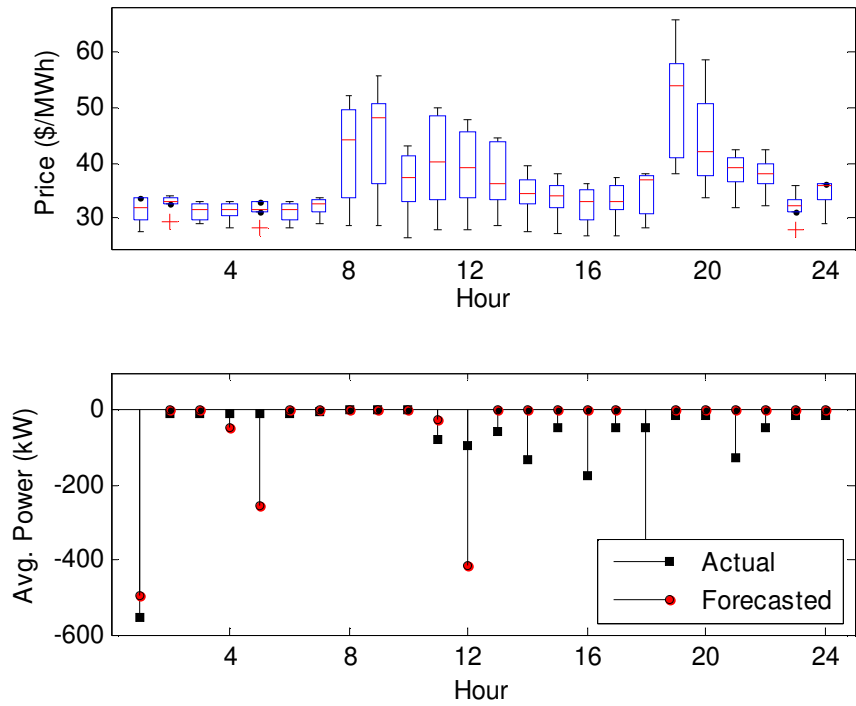 60
50
40
30
Price ($/MWh)
4 8 12 16 20 24
Hour
0
-200
-400
-600
Avg. Power (kW)
Actual
Forecasted
4 8 12 16 20 24
Hour